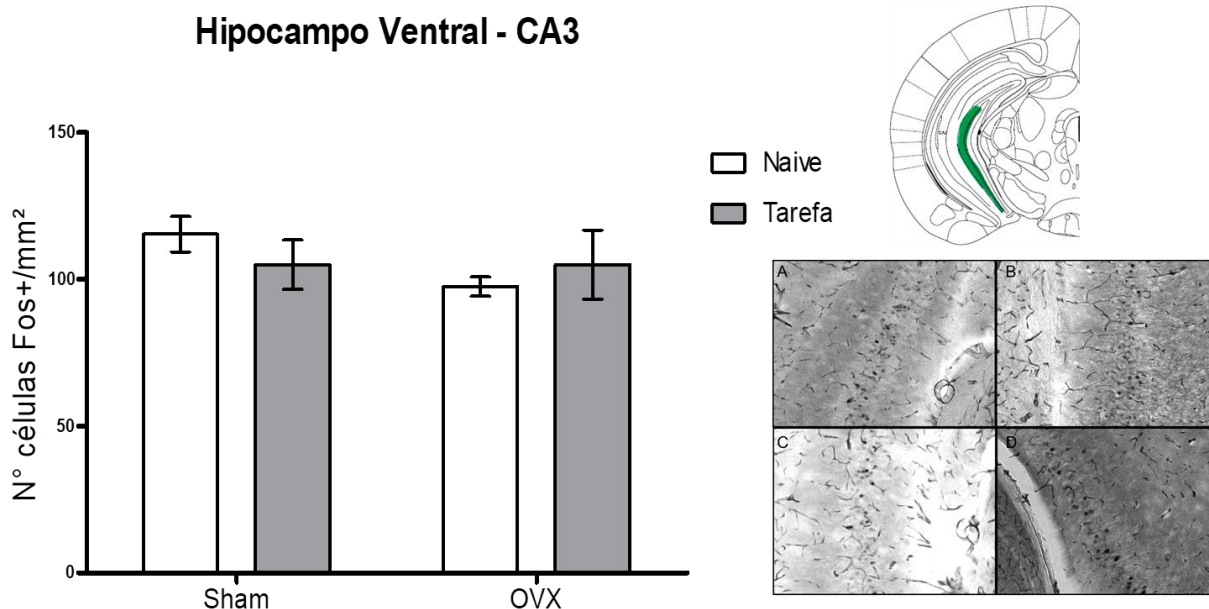 Hipocampo Ventral - CA3
N° células Fos+/mm²
150
100
50
0
Sham
OVX
Naive
Tarefa
A
B
C
D